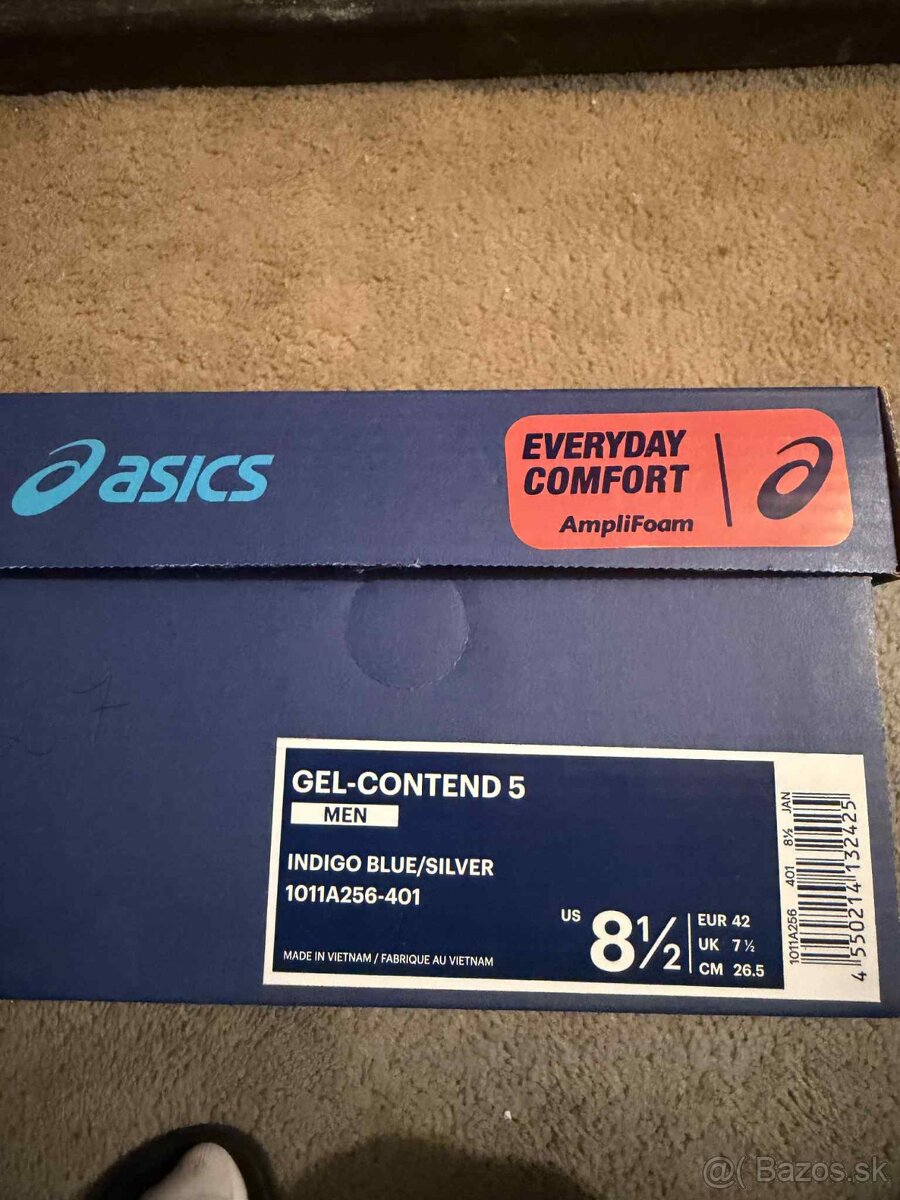 asics
EVERYDAY
COMFORT
AmpliFoam
GEL-CONTEND 5
MEN
INDIGO BLUE/SILVER
1011A256-401
MADE IN VIETNAM / FABRIQUE AU VIETNAM
US 8½
EUR 42
UK 7½
CM 26.5
1011A256 401 8½ JAN
4 550214 132425
@( Bazos.sk